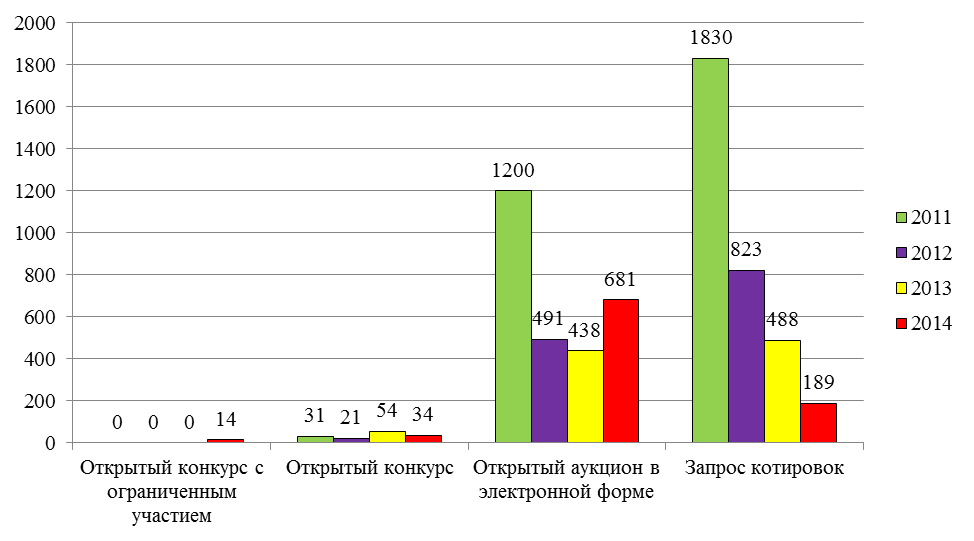 2000
1800
1600
1400
1200
1000
800
600
400
200
0
0 0 0 14
31 21 54 34
1200 491 438 681
1830 823 488 189
Открытый конкурс с
ограниченным
участием
Открытый конкурс
Открытый аукцион в
электронной форме
Запрос котировок
2011
2012
2013
2014